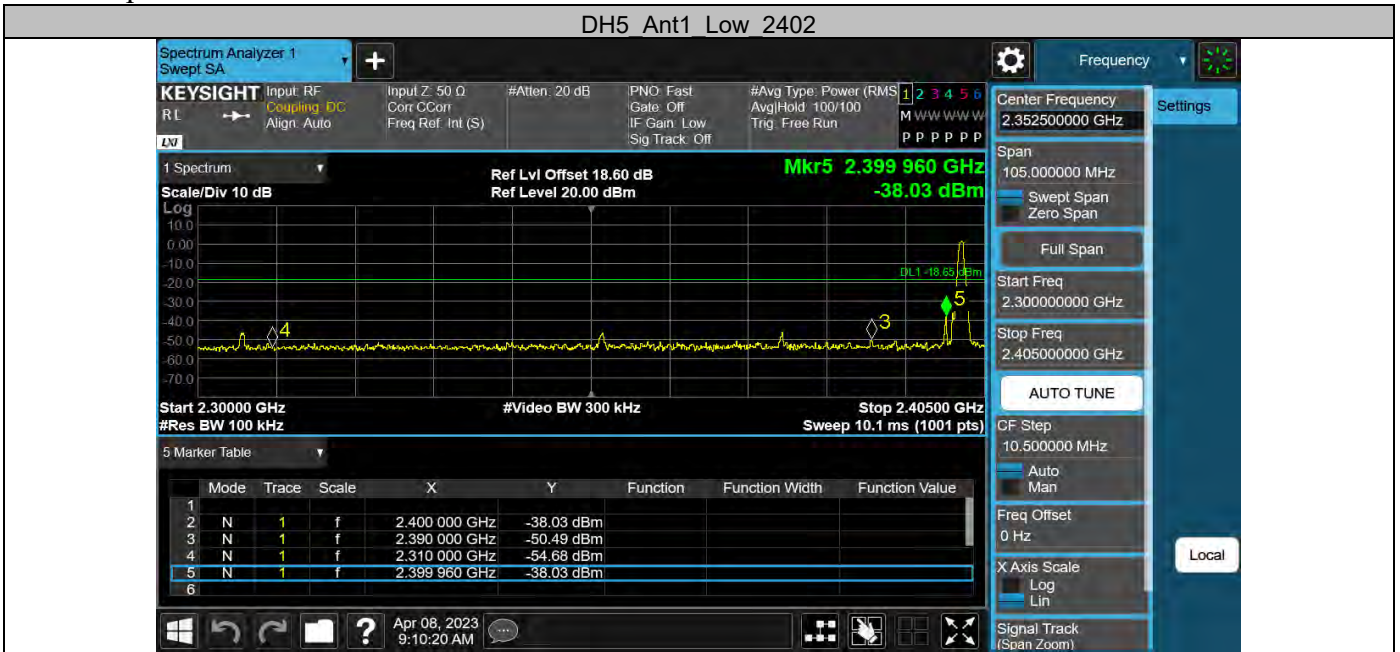 DH5_Ant1_Low_2402
Spectrum Analyzer 1
Swept SA
Frequency
KEYSIGHT
RL
LXI
Input: RF
Coupling: DC
Align: Auto
Input Z: 50 Ω
Corr CCorr
Freq Ref: Int (S)
#Atten: 20 dB
PNO: Fast
Gate: Off
IF Gain: Low
Sig Track: Off
#Avg Type: Power (RMS
Avg|Hold: 100/100
Trig: Free Run
1 2 3 4 5 6
M W W W W W
P P P P P P
1 Spectrum
Scale/Div 10 dB
Log
Ref Lvl Offset 18.60 dB
Ref Level 20.00 dBm
Mkr5 2.399 960 GHz
-38.03 dBm
10.0
0.00
-10.0
-20.0
-30.0
-40.0
-50.0
-60.0
-70.0
DL1 -18.65 dBm
4
3
5
Start 2.30000 GHz
#Video BW 300 kHz
Stop 2.40500 GHz
#Res BW 100 kHz
Sweep 10.1 ms (1001 pts)
5 Marker Table
Mode Trace Scale X Y Function Function Width Function Value
1
2 N 1 f 2.400 000 GHz -38.03 dBm
3 N 1 f 2.390 000 GHz -50.49 dBm
4 N 1 f 2.310 000 GHz -54.68 dBm
5 N 1 f 2.399 960 GHz -38.03 dBm
6
?
Apr 08, 2023
9:10:20 AM
Center Frequency
2.352500000 GHz
Settings
Span
105.000000 MHz
Swept Span
Zero Span
Full Span
Start Freq
2.300000000 GHz
Stop Freq
2.405000000 GHz
AUTO TUNE
CF Step
10.500000 MHz
Auto
Man
Freq Offset
0 Hz
Local
X Axis Scale
Log
Lin
Signal Track
(Span Zoom)